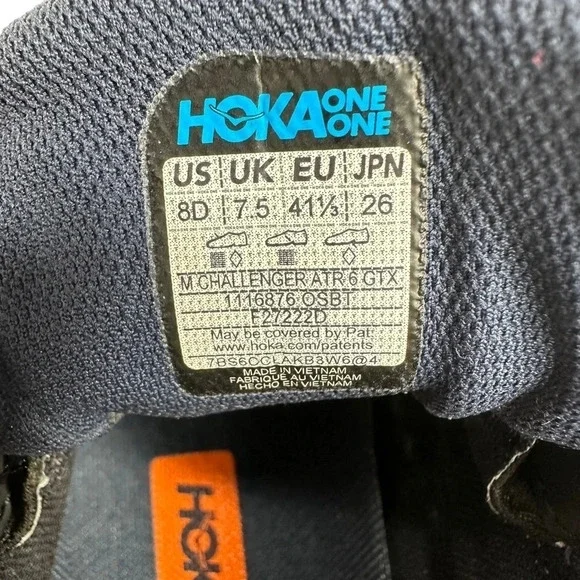 HOKA ONE ONE
US UK EU JPN
8D 7.5 41⅓ 26
M CHALLENGER ATR 6 GTX
1116876 OSBT
F27222D
May be covered by Pat.
www.hoka.com/patents
7BS6CCLAKB3W6@4
MADE IN VIETNAM
FABRIQUÉ AU VIETNAM
HECHO EN VIETNAM
HOKA